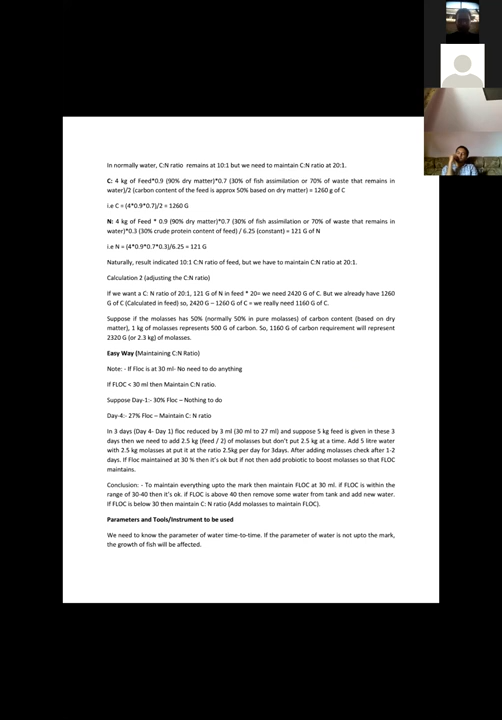 In normally water, C:N ratio remains at 10:1 but we need to maintain C:N ratio at 20:1.
C: 4 kg of Feed*0.9 (90% dry matter)*0.7 (30% of fish assimilation or 70% of waste that remains in
water)/2 (carbon content of the feed is approx 50% based on dry matter) = 1260 g of C
i.e C = (4*0.9*0.7)/2 = 1260 G
N: 4 kg of Feed * 0.9 (90% dry matter)*0.7 (30% of fish assimilation or 70% of waste that remains in
water)*0.3 (30% crude protein content of feed) / 6.25 (constant) = 121 G of N
i.e N = (4*0.9*0.7*0.3)/6.25 = 121 G
Naturally, result indicated 10:1 C:N ratio of feed, but we have to maintain C:N ratio at 20:1.
Calculation 2 (adjusting the C:N ratio)
If we want a C: N ratio of 20:1, 121 G of N in feed * 20= we need 2420 G of C. But we already have 1260
G of C (Calculated in feed) so, 2420 G – 1260 G of C = we really need 1160 G of C.
Suppose if the molasses has 50% (normally 50% in pure molasses) of carbon content (based on dry
matter), 1 kg of molasses represents 500 G of carbon. So, 1160 G of carbon requirement will represent
2320 G (or 2.3 kg) of molasses.
Easy Way (Maintaining C:N Ratio)
Note: - If Floc is at 30 ml- No need to do anything
If FLOC < 30 ml then Maintain C:N ratio.
Suppose Day-1:- 30% Floc – Nothing to do
Day-4:- 27% Floc – Maintain C: N ratio
In 3 days (Day 4- Day 1) floc reduced by 3 ml (30 ml to 27 ml) and suppose 5 kg feed is given in these 3
days then we need to add 2.5 kg (feed / 2) of molasses but don't put 2.5 kg at a time. Add 5 litre water
with 2.5 kg molasses at put it at the ratio 2.5kg per day for 3days. After adding molasses check after 1-2
days. If Floc maintained at 30 % then it's ok but if not then add probiotic to boost molasses so that FLOC
maintains.
Conclusion: - To maintain everything upto the mark then maintain FLOC at 30 ml. if FLOC is within the
range of 30-40 then it's ok. if FLOC is above 40 then remove some water from tank and add new water.
If FLOC is below 30 then maintain C: N ratio (Add molasses to maintain FLOC).
Parameters and Tools/Instrument to be used
We need to know the parameter of water time-to-time. If the parameter of water is not upto the mark,
the growth of fish will be affected.